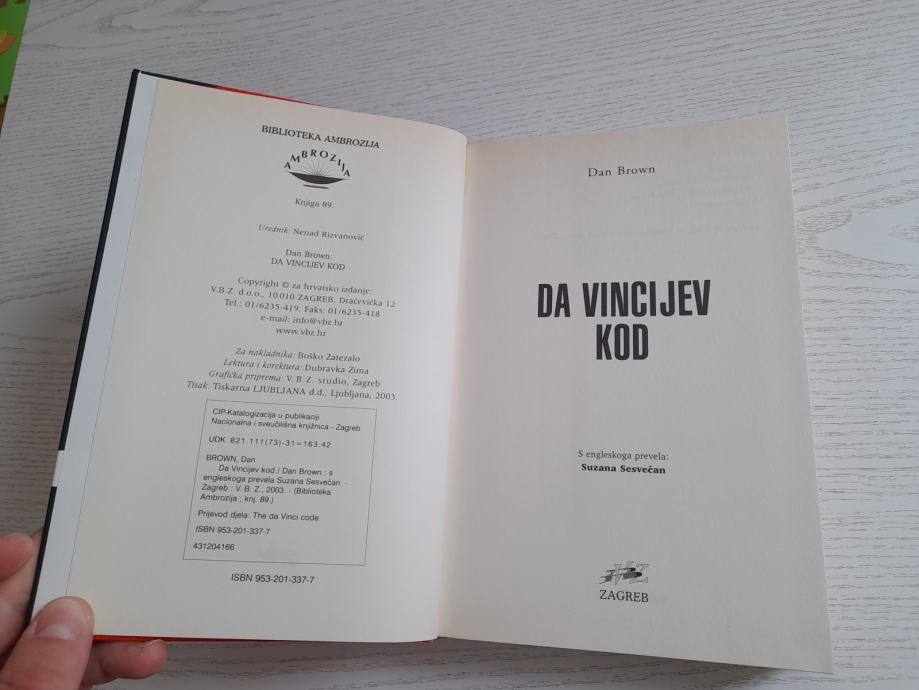 BIBLIOTEKA AMBROZIJA
AMBROZIJA
Knjiga 89.
Urednik: Nenad Rizvanović
Dan Brown:
DA VINCIJEV KOD
Copyright © za hrvatsko izdanje:
V.B.Z. d.o.o., 10010 ZAGREB, Dračevička 12
Tel.: 01/6235-419, Faks: 01/6235-418
e-mail: info@vbz.hr
www.vbz.hr
Za nakladnika: Boško Zatezalo
Lektura i korektura: Dubravka Zima
Grafička priprema: V.B.Z. studio, Zagreb
Tisak: Tiskarna LJUBLJANA d.d., Ljubljana, 2003.
CIP-Katalogizacija u publikaciji
Nacionalna i sveučilišna knjižnica - Zagreb
UDK 821.111(73)-31=163.42
BROWN, Dan
Da Vincijev kod / Dan Brown ; s
engleskoga prevela Suzana Sesvečan. -
Zagreb : V. B. Z., 2003. - (Biblioteka
Ambrozija ; knj. 89.)
Prijevod djela: The da Vinci code.
ISBN 953-201-337-7
431204166
ISBN 953-201-337-7
Dan Brown
DA VINCIJEV
KOD
S engleskoga prevela:
Suzana Sesvečan
VBZ
ZAGREB